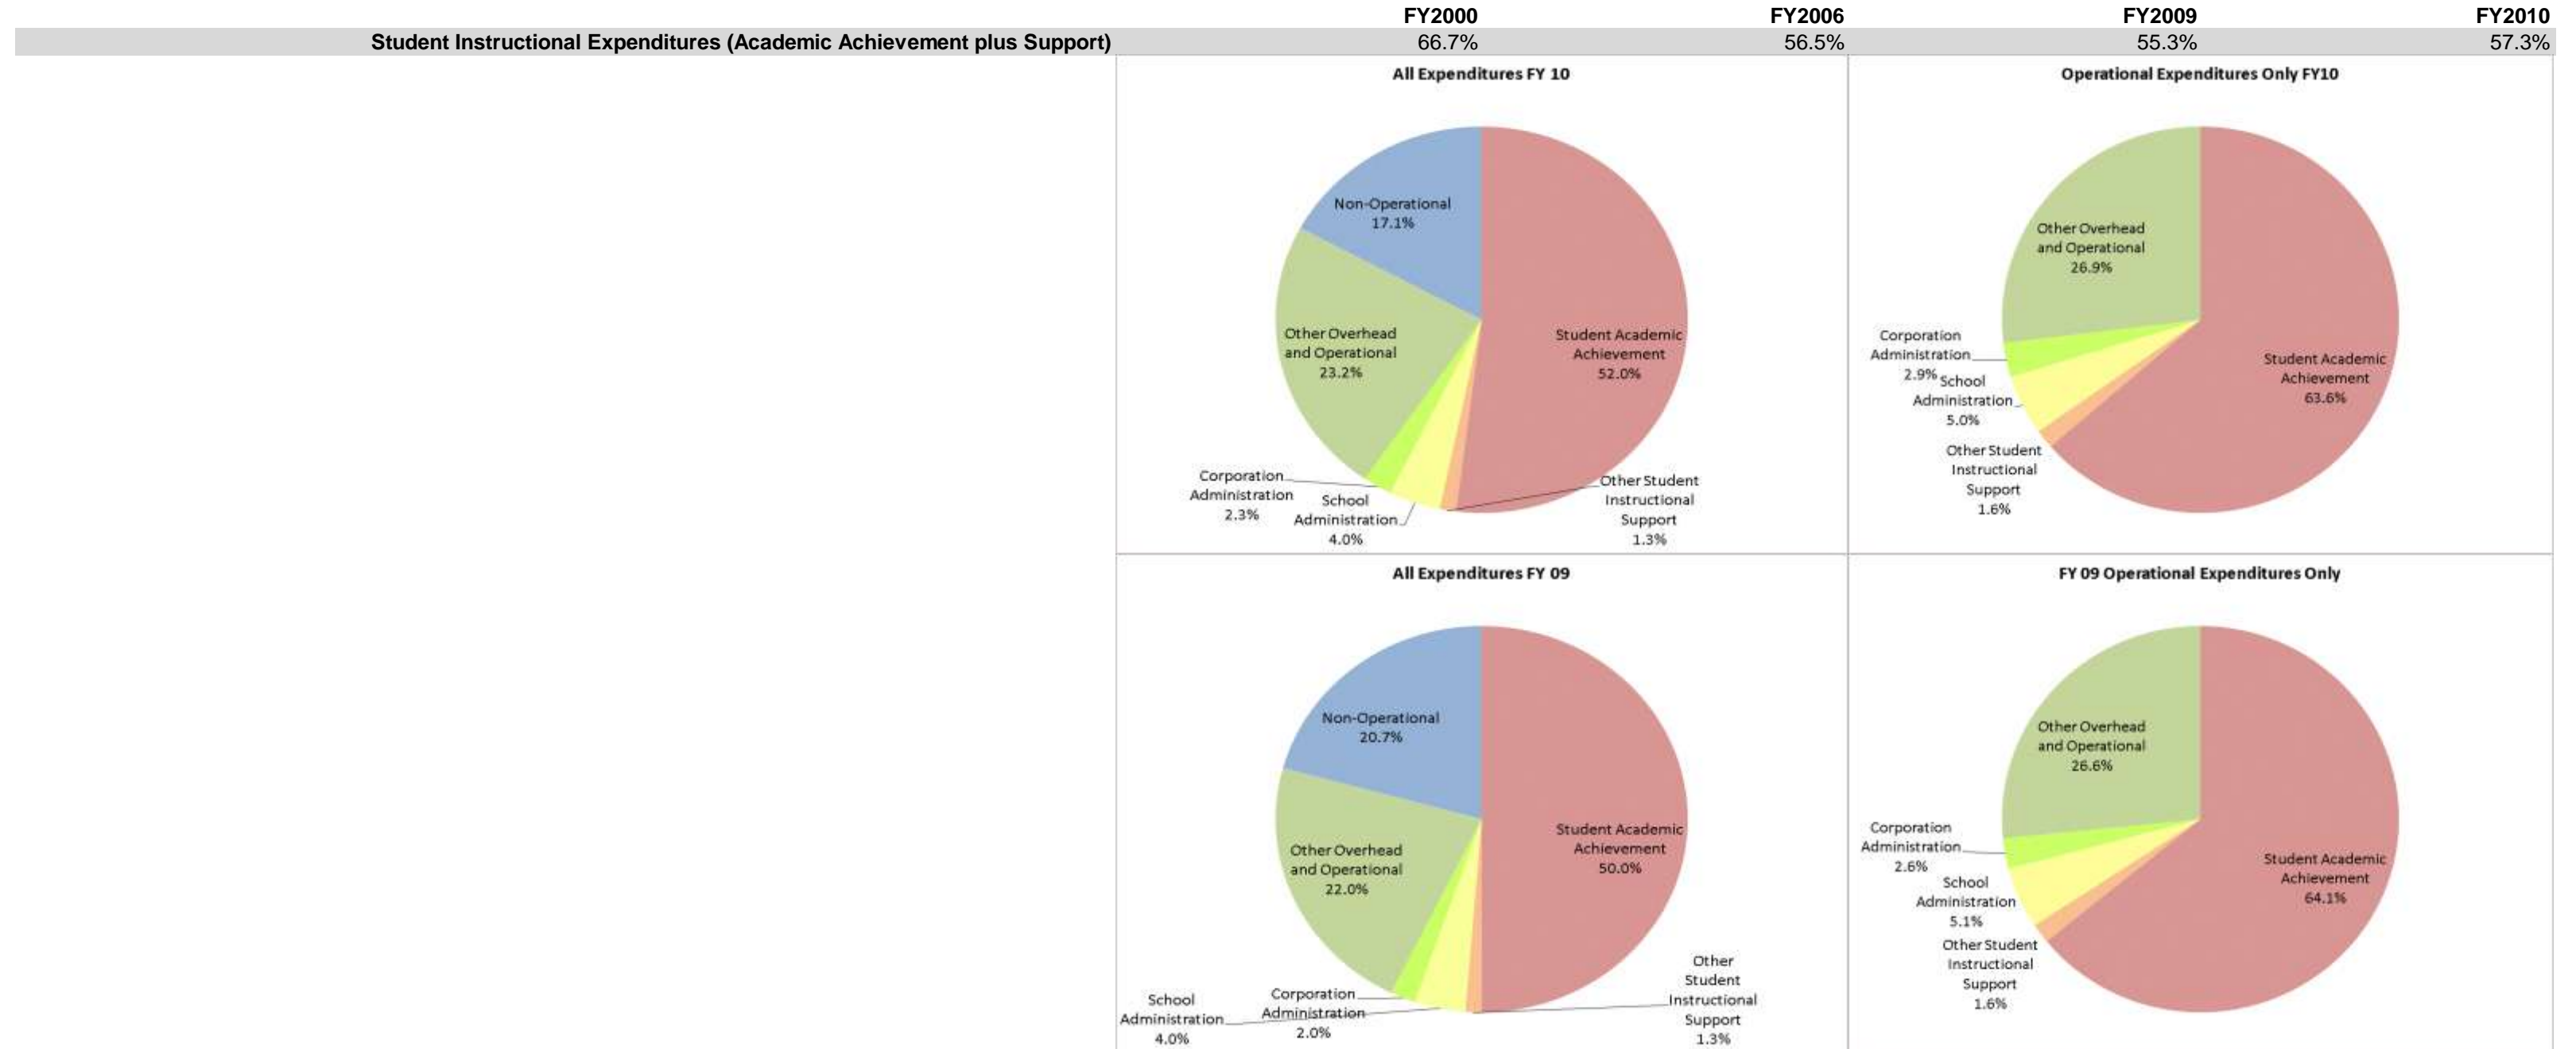 FY2000 FY2006 FY2009 FY2010
Student Instructional Expenditures (Academic Achievement plus Support) 66.7% 56.5% 55.3% 57.3%
All Expenditures FY 10
Non-Operational
17.1%
Other Overhead
and Operational
23.2%
Student Academic
Achievement
52.0%
Corporation
Administration
2.3%
School
Administration
4.0%
Other Student
Instructional
Support
1.3%
Operational Expenditures Only FY10
Other Overhead
and Operational
26.9%
Corporation
Administration
2.9%
School
Administration
5.0%
Other Student
Instructional
Support
1.6%
Student Academic
Achievement
63.6%
All Expenditures FY 09
Non-Operational
20.7%
Other Overhead
and Operational
22.0%
Student Academic
Achievement
50.0%
School
Administration
4.0%
Corporation
Administration
2.0%
Other
Student
Instructional
Support
1.3%
FY 09 Operational Expenditures Only
Other Overhead
and Operational
26.6%
Corporation
Administration
2.6%
School
Administration
5.1%
Other Student
Instructional
Support
1.6%
Student Academic
Achievement
64.1%